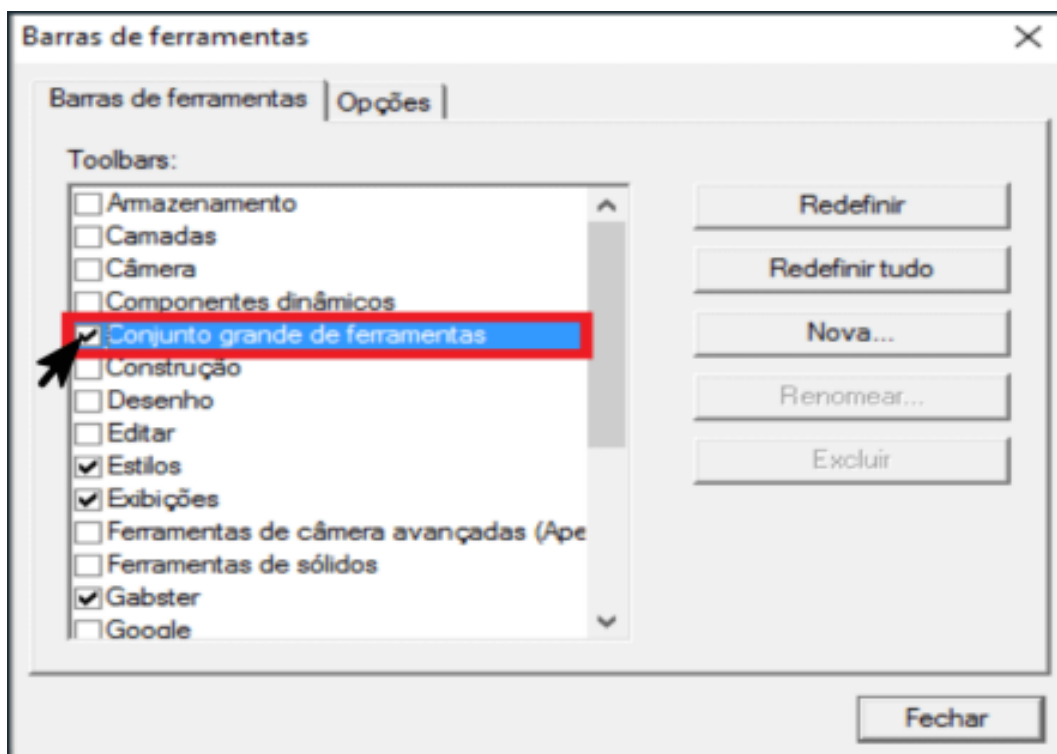 Barras de ferramentas
Barras de ferramentas Opções
Toolbars:
Armazenamento
Camadas
Câmera
Componentes dinâmicos
Conjunto grande de ferramentas
Construção
Desenho
Editar
Estilos
Exibições
Ferramentas de câmera avançadas (Ape
Ferramentas de sólidos
Gabster
Google
Redefinir
Redefinir tudo
Nova...
Renomear...
Excluir
Fechar